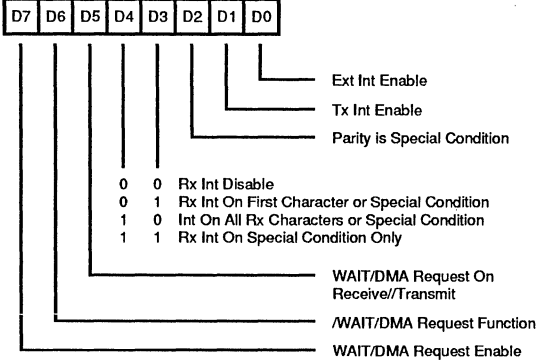 D7 D6 D5 D4 D3 D2 D1 D0
Ext Int Enable
Tx Int Enable
Parity is Special Condition
0 0 Rx Int Disable
0 1 Rx Int On First Character or Special Condition
1 0 Int On All Rx Characters or Special Condition
1 1 Rx Int On Special Condition Only
WAIT/DMA Request On
Receive//Transmit
/WAIT/DMA Request Function
WAIT/DMA Request Enable